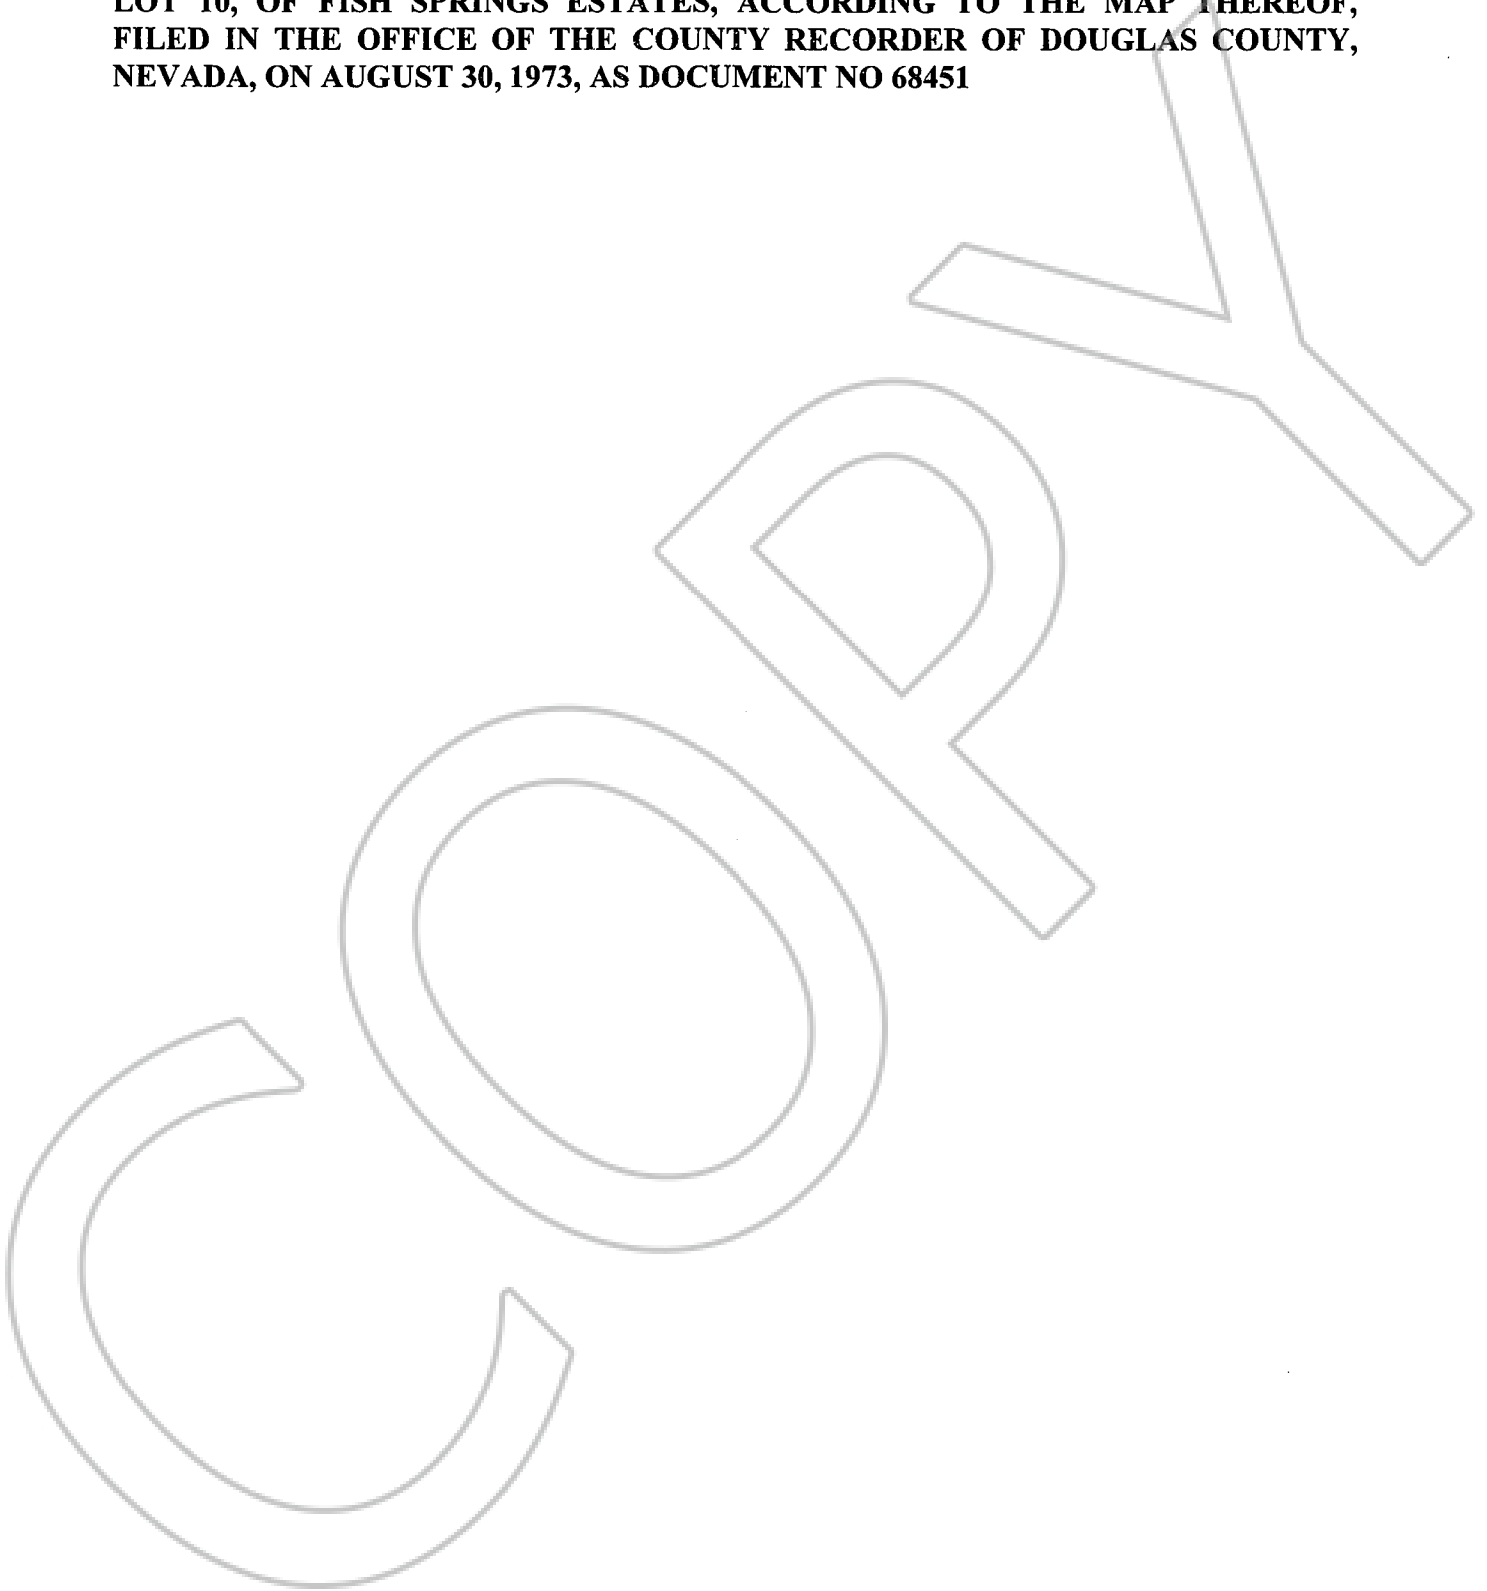 LOT 10, OF FISH SPRINGS ESTATES, ACCORDING TO THE MAP THEREOF,
FILED IN THE OFFICE OF THE COUNTY RECORDER OF DOUGLAS COUNTY,
NEVADA, ON AUGUST 30, 1973, AS DOCUMENT NO 68451
COPY